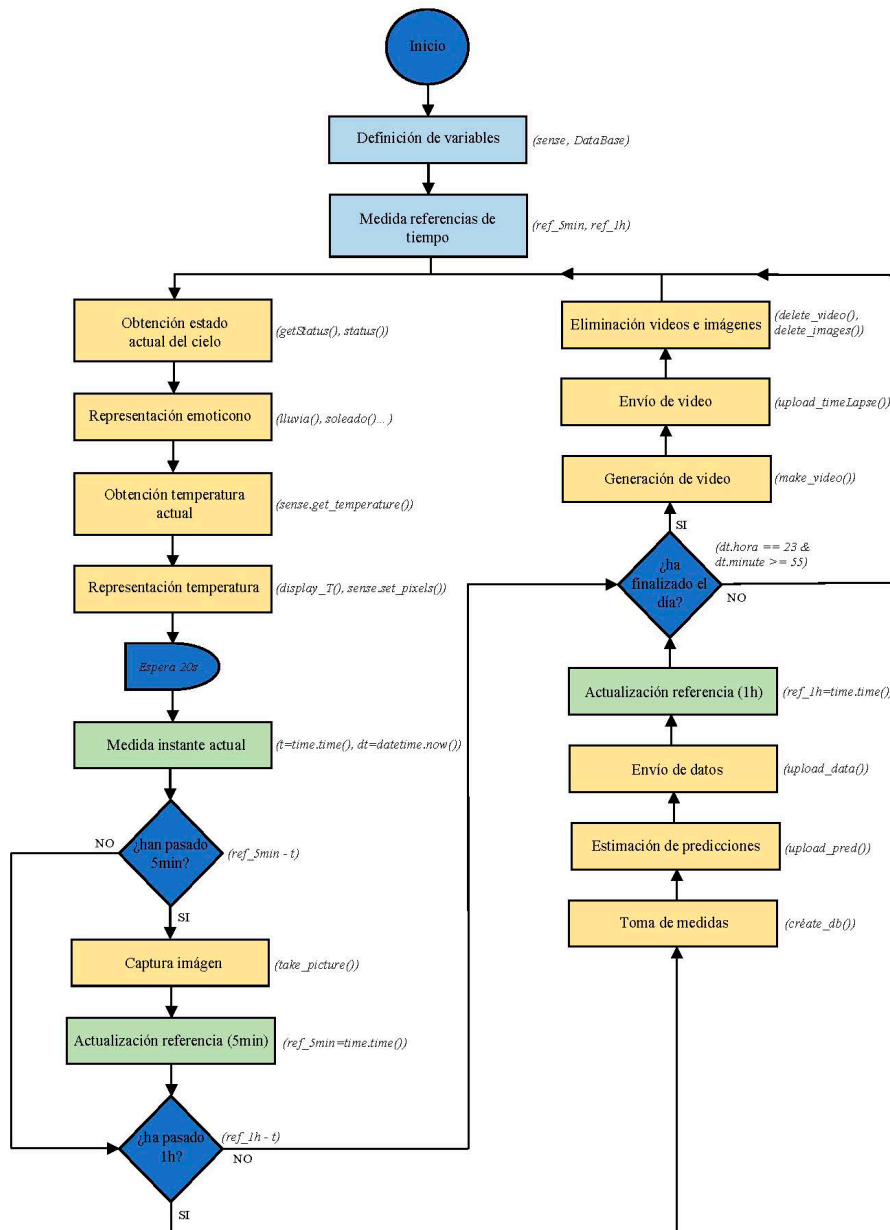 Inicio
Definición de variables
(sense, DataBase)
Medida referencias de
tiempo
(ref_5min, ref_1h)
Obtención estado
actual del cielo
(getStatus(), status())
Representación emoticono
(lluvia(), soleado()...)
Obtención temperatura
actual
(sense.get_temperature())
Representación temperatura
(display_T(), sense.set_pixels())
Espera 20s
Medida instante actual
(t=time.time(), dt=datetime.now())
¿han pasado
5min?
(ref_5min - t)
NO
SI
Captura imágen
(take_picture())
Actualización referencia (5min)
(ref_5min=time.time())
¿ha pasado
1h?
(ref_1h - t)
NO
SI
Eliminación videos e imágenes
(delete_video(),
delete_images())
Envío de video
(upload_timeLapse())
Generación de video
(make_video())
SI
(dt.hora == 23 &
dt.minute >= 55)
¿ha
finalizado el
día?
NO
Actualización referencia (1h)
(ref_1h=time.time())
Envío de datos
(upload_data())
Estimación de predicciones
(upload_pred())
Toma de medidas
(créate_db())